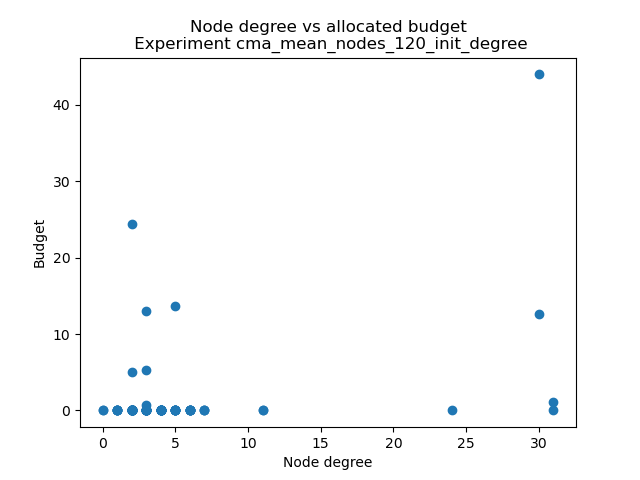 Node degree vs allocated budget
Experiment cma_mean_nodes_120_init_degree
40
30
20
10
0
Budget
0 5 10 15 20 25 30
Node degree